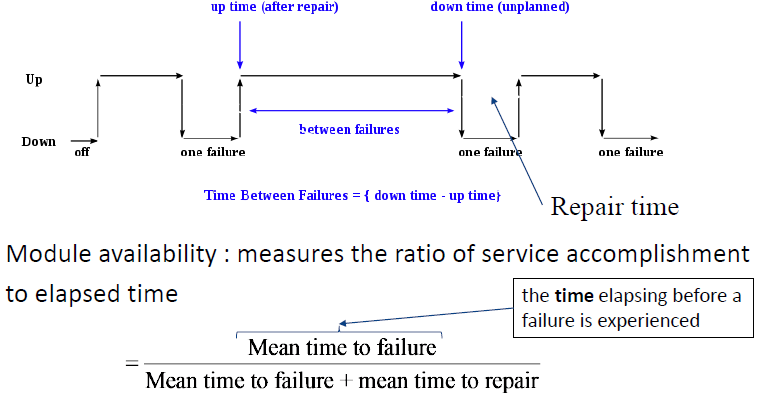 up time (after repair) down time (unplanned)
Up
between failures
Down
off one failure one failure one failure
Time Between Failures = { down time - up time}
Repair time
Module availability : measures the ratio of service accomplishment
to elapsed time
the time elapsing before a
failure is experienced
Mean time to failure
=
Mean time to failure + mean time to repair